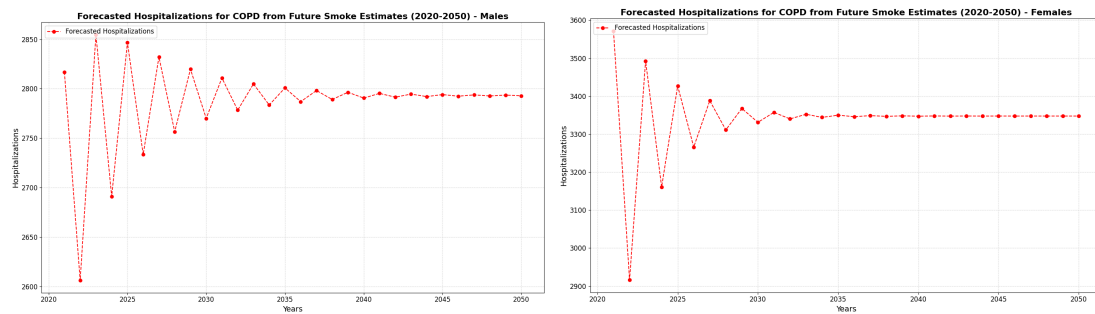 Forecasted Hospitalizations for COPD from Future Smoke Estimates (2020-2050) - Males
Forecasted Hospitalizations
Hospitalizations
2850
2800
2750
2700
2650
2600
2020 2025 2030 2035 2040 2045 2050
Years
Forecasted Hospitalizations for COPD from Future Smoke Estimates (2020-2050) - Females
Forecasted Hospitalizations
Hospitalizations
3600
3500
3400
3300
3200
3100
3000
2900
2020 2025 2030 2035 2040 2045 2050
Years